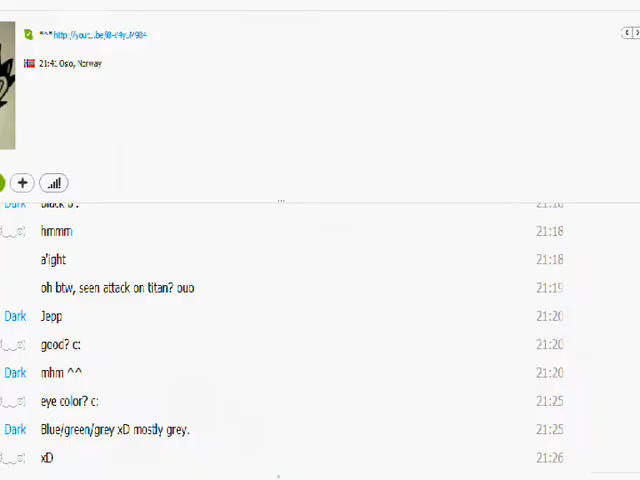 21:41 Oslo, Norway
Dark
hmmm 21:18
a'ight 21:18
oh btw, seen attack on titan? ouo 21:19
Dark Jepp 21:20
good? c: 21:20
Dark mhm ^^ 21:20
eye color? c: 21:25
Dark Blue/green/grey xD mostly grey. 21:25
xD 21:26